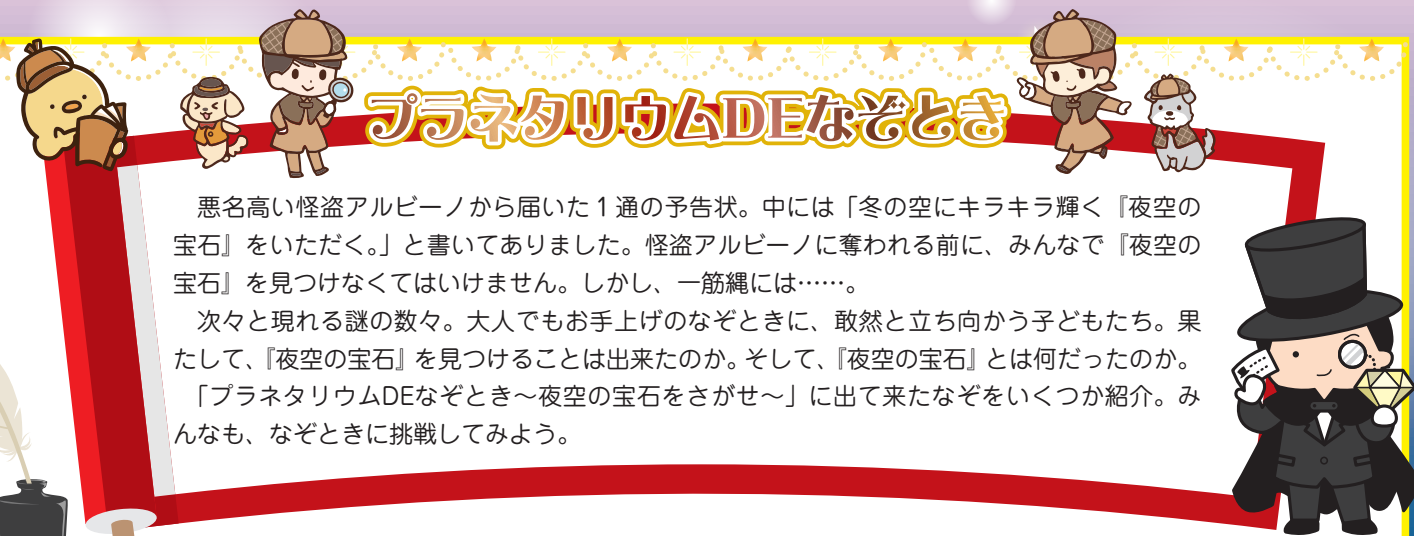 プラネタリウムDEなぞとき
　悪名高い怪盗アルビーノから届いた１通の予告状。中には「冬の空にキラキラ輝く『夜空の
宝石』をいただく。」と書いてありました。怪盗アルビーノに奪われる前に、みんなで『夜空の
宝石』を見つけなくてはいけません。しかし、一筋縄には……。
　次々と現れる謎の数々。大人でもお手上げのなぞときに、敢然と立ち向かう子どもたち。果
たして、『夜空の宝石』を見つけることは出来たのか。そして、『夜空の宝石』とは何だったのか。
　「プラネタリウムDEなぞとき～夜空の宝石をさがせ～」に出て来たなぞをいくつか紹介。み
んなも、なぞときに挑戦してみよう。